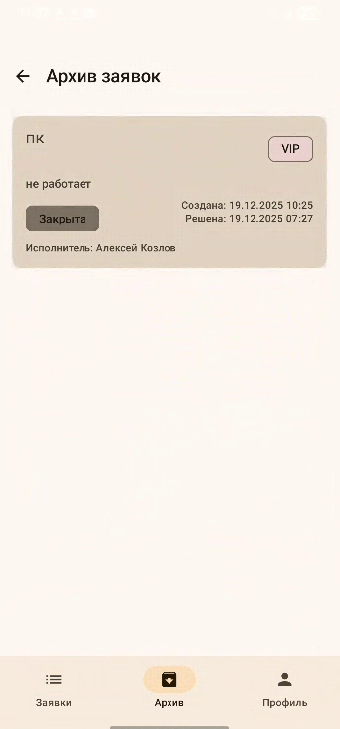 Архив заявок
ПК
VIP
не работает
Создана: 19.12.2025 10:25
Закрыта
Решена: 19.12.2025 07:27
Исполнитель: Алексей Козлов
Заявки
Архив
Профиль